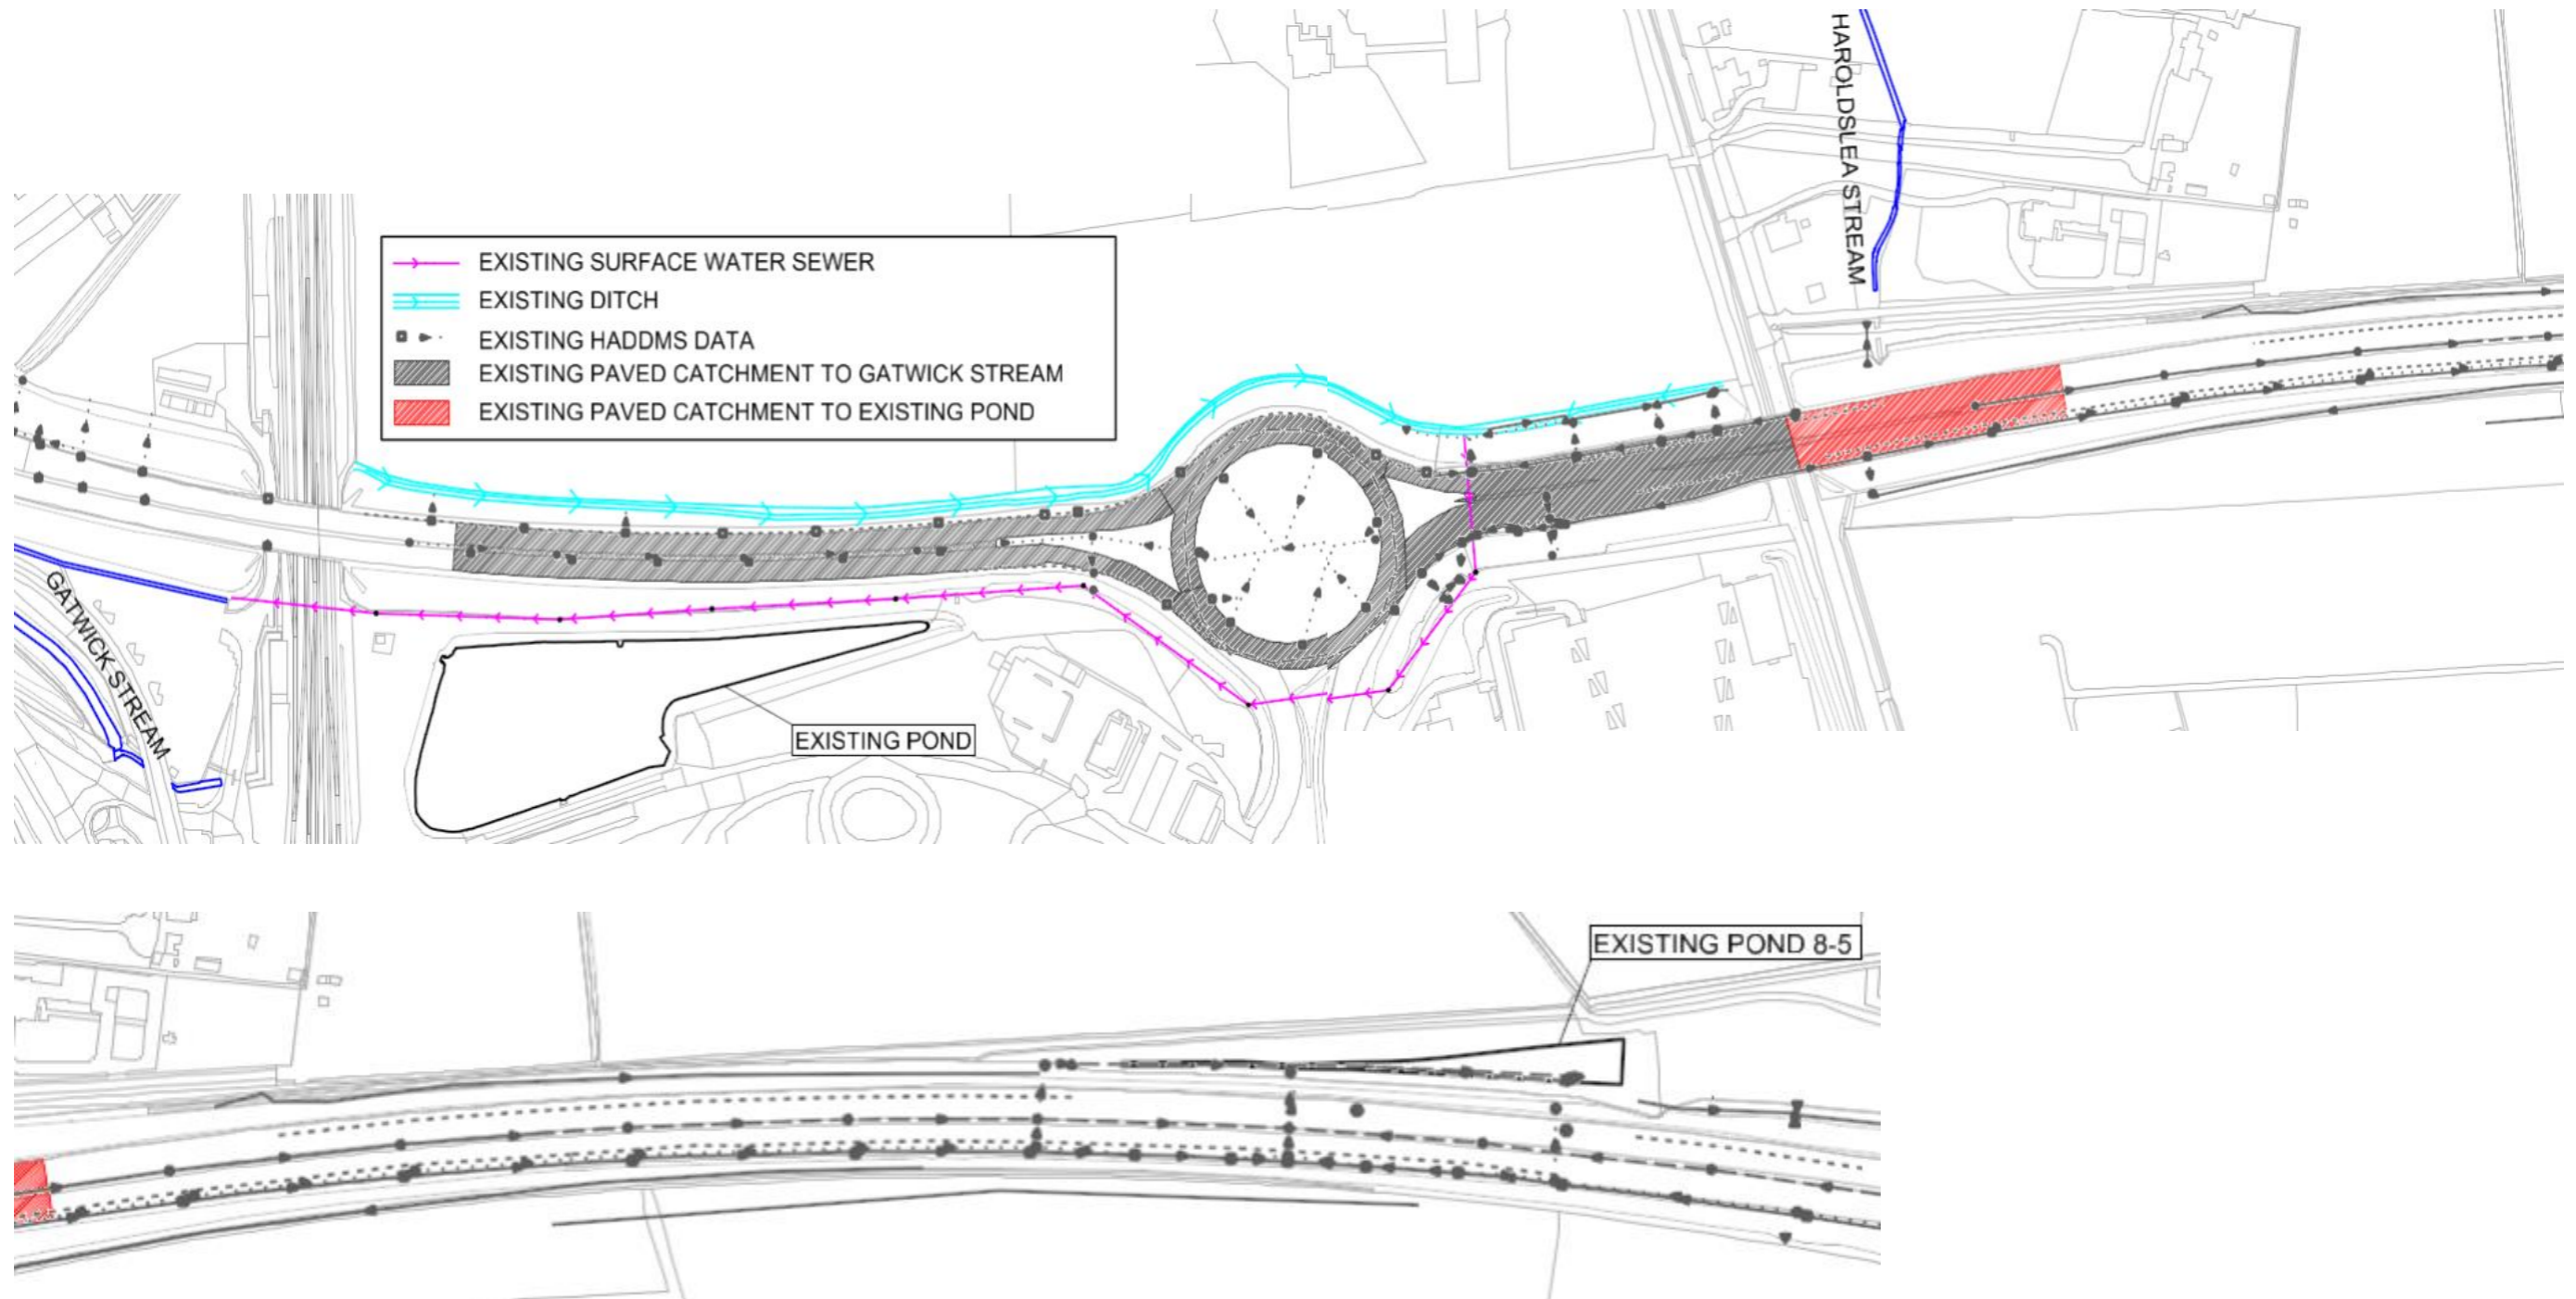 HAROLDSLEA STREAM
EXISTING SURFACE WATER SEWER
EXISTING DITCH
EXISTING HADDMS DATA
EXISTING PAVED CATCHMENT TO GATWICK STREAM
EXISTING PAVED CATCHMENT TO EXISTING POND
GATWICK STREAM
EXISTING POND
EXISTING POND 8-5